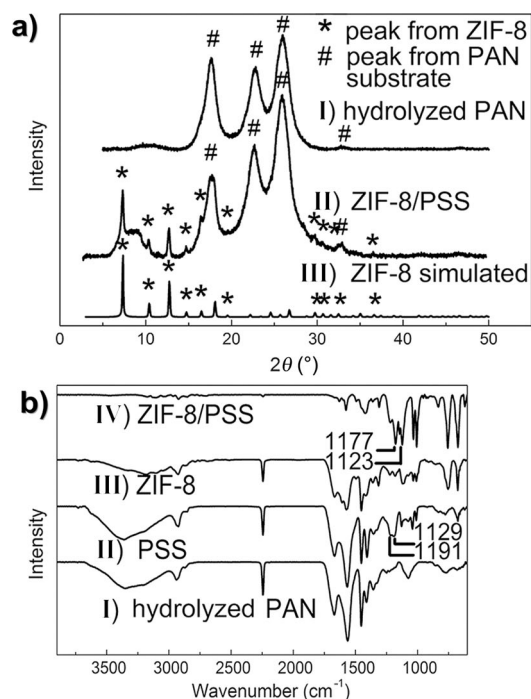 a)
* peak from ZIF-8
# peak from PAN
substrate
I) hydrolyzed PAN
# # # #
# # #
II) ZIF-8/PSS
* * * * * * * * * # *
III) ZIF-8 simulated
* * * * * * * * * *
Intensity
0 10 20 30 40 50
2θ (°)
b)
IV) ZIF-8/PSS
1177
1123
III) ZIF-8
1129
1191
II) PSS
I) hydrolyzed PAN
Intensity
3500 3000 2500 2000 1500 1000
Wavenumber (cm⁻¹)